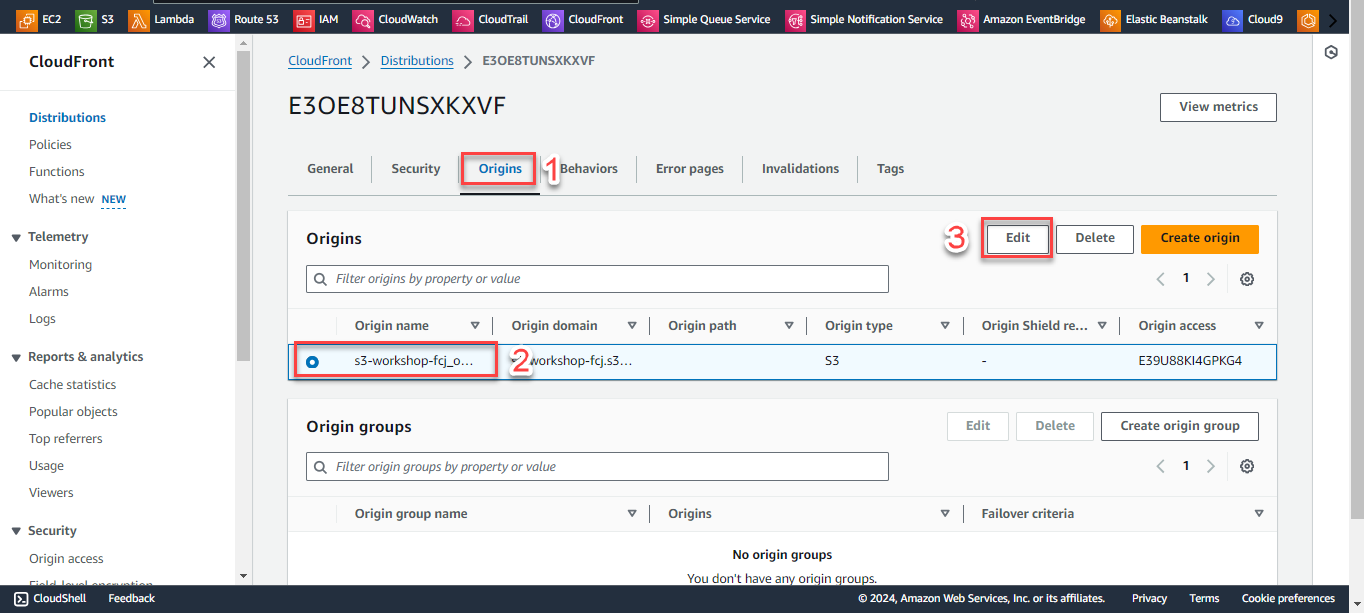 EC2 S3 Lambda Route 53 IAM CloudWatch CloudTrail CloudFront Simple Queue Service Simple Notification Service Amazon EventBridge Elastic Beanstalk Cloud9
CloudFront
Distributions
Policies
Functions
What's new NEW
Telemetry
Monitoring
Alarms
Logs
Reports & analytics
Cache statistics
Popular objects
Top referrers
Usage
Viewers
Security
Origin access
Field-level encryption
CloudFront Distributions E3OE8TUNSXKXVF
E3OE8TUNSXKXVF
View metrics
General Security Origins 1 Behaviors Error pages Invalidations Tags
Origins
3 Edit Delete Create origin
Filter origins by property or value
1
Origin name Origin domain Origin path Origin type Origin Shield re... Origin access
s3-workshop-fcj_o... 2 workshop-fcj.s3... S3 - E39U88KI4GPKG4
Origin groups
Edit Delete Create origin group
Filter origin groups by property or value
1
Origin group name Origins Failover criteria
No origin groups
You don't have any origin groups.
CloudShell Feedback © 2024, Amazon Web Services, Inc. or its affiliates. Privacy Terms Cookie preferences